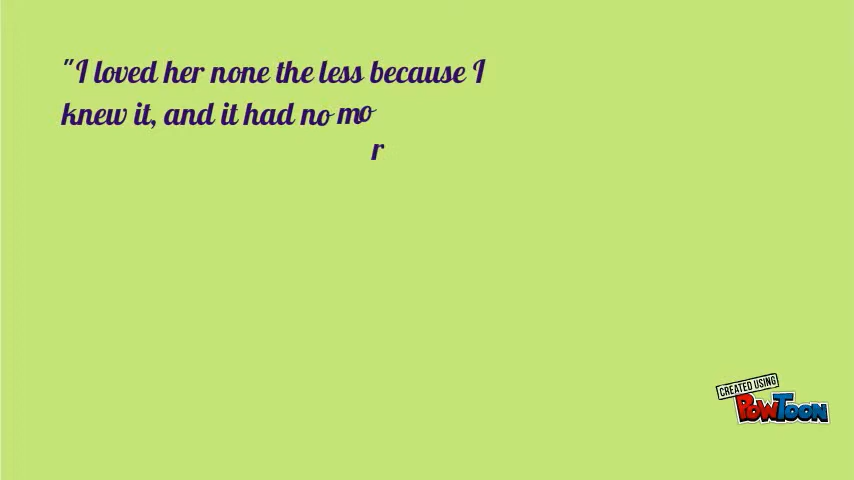 "I loved her none the less because I
knew it, and it had no mo
r
CREATED USING
POWTOON